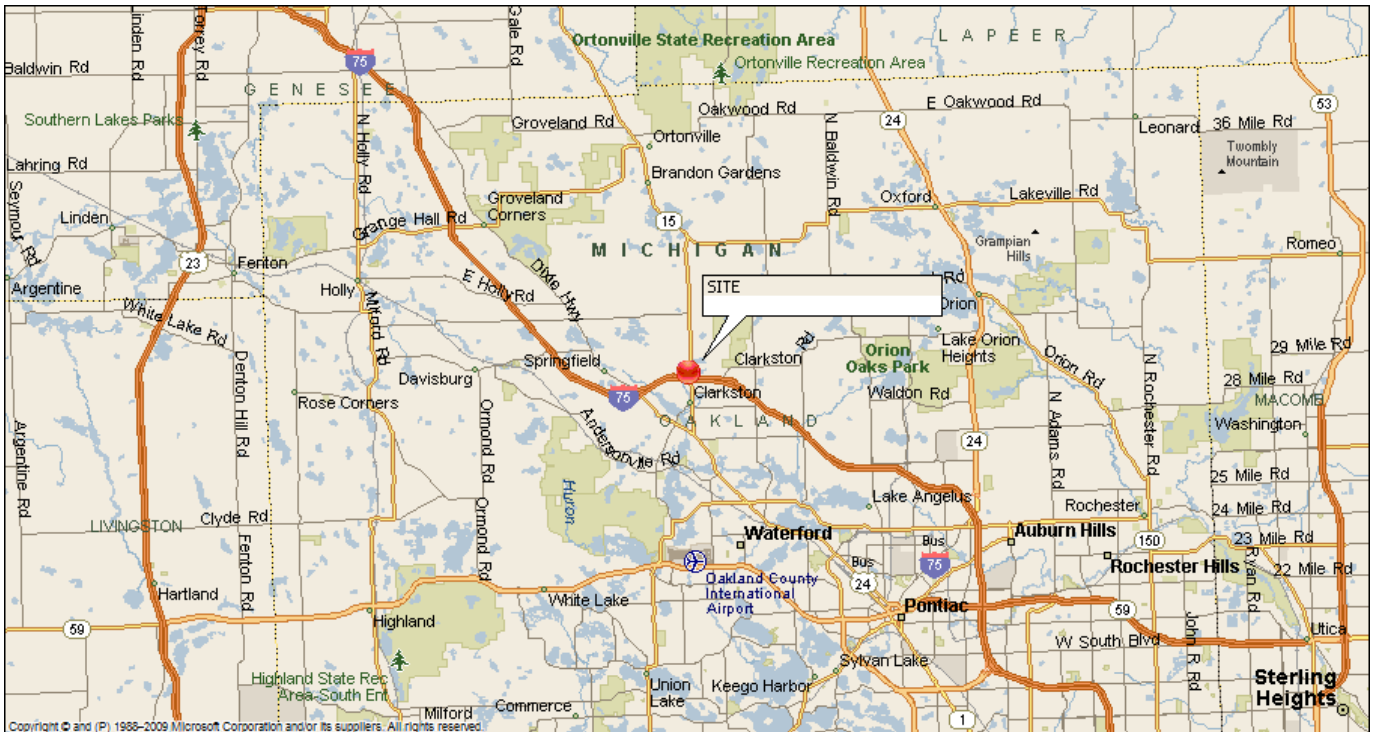 Linden Rd
Torrey Rd
Gale Rd
Ortonville State Recreation Area
LAPEER
Baldwin Rd
75
Ortonville Recreation Area
GENESEE
Oakwood Rd
E Oakwood Rd
53
Southern Lakes Parks
N Holly Rd
Groveland Rd
Ortonville
N Baldwin Rd
24
Leonard
36 Mile Rd
Twombly
Mountain
Lahring Rd
Brandon Gardens
Seymour Rd
Linden
Grange Hall Rd
Groveland
Corners
15
Oxford
Lakeville Rd
Grampian
Hills
Romeo
MICHIGAN
23
Fenton
Argentine
Holly
E Holly Rd
Dixie Hwy
SITE
Rd
Orion
White Lake Rd
Milford Rd
Denton Hill Rd
Springfield
Clarkston
Rd
Orion
Oaks Park
Lake Orion
Heights
Orion Rd
N Rochester Rd
29 Mile Rd
Davisburg
75
Clarkston
Waldon Rd
28 Mile Rd
MACOMB
Rose Corners
Ormond Rd
OAKLAND
N Adams Rd
Washington
Argentine Rd
Andersonville Rd
24
25 Mile Rd
Huron
Lake Angelus
Rochester
24 Mile Rd
LIVINGSTON
Clyde Rd
Ormond Rd
Waterford
Bus
75
Auburn Hills
150
23 Mile Rd
Fenton Rd
Oakland County
International
Airport
Bus
24
Rochester Hills
Ryan Rd
22 Mile Rd
Hartland
White Lake
Pontiac
59
59
Highland
W South Blvd
John R Rd
Utica
Highland State Rec
Area-South Ent
Sylvan Lake
Union
Lake
Keego Harbor
Sterling
Heights
Milford
Commerce
1
Copyright © and (P) 1988–2009 Microsoft Corporation and/or its suppliers. All rights reserved.